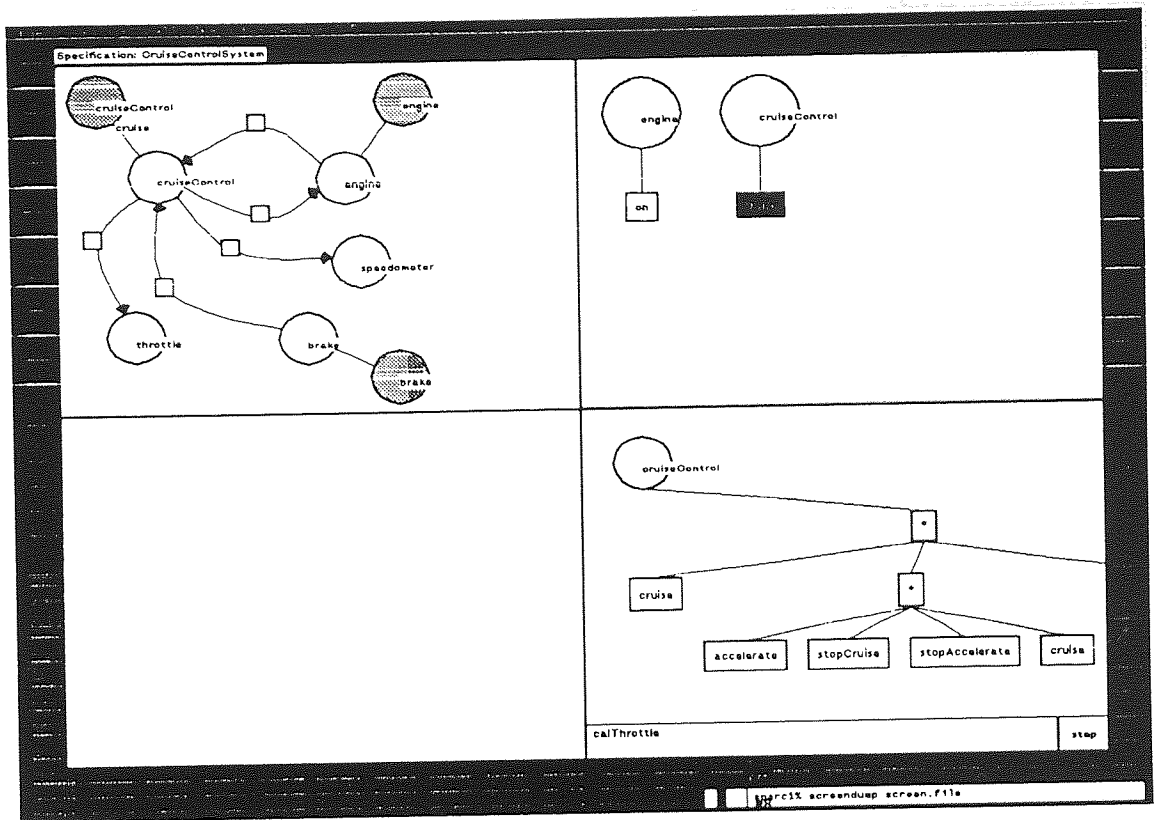 Specification: CruiseControlSystem
cruiseControl
cruise
engine
cruiseControl
engine
speedometer
throttle
brake
brake
engine
cruiseControl
on
cruiseControl
*
cruise
accelerate
stopCruise
stopAccelerate
cruise
calThrottle
step
sparc1% screendump screen.file